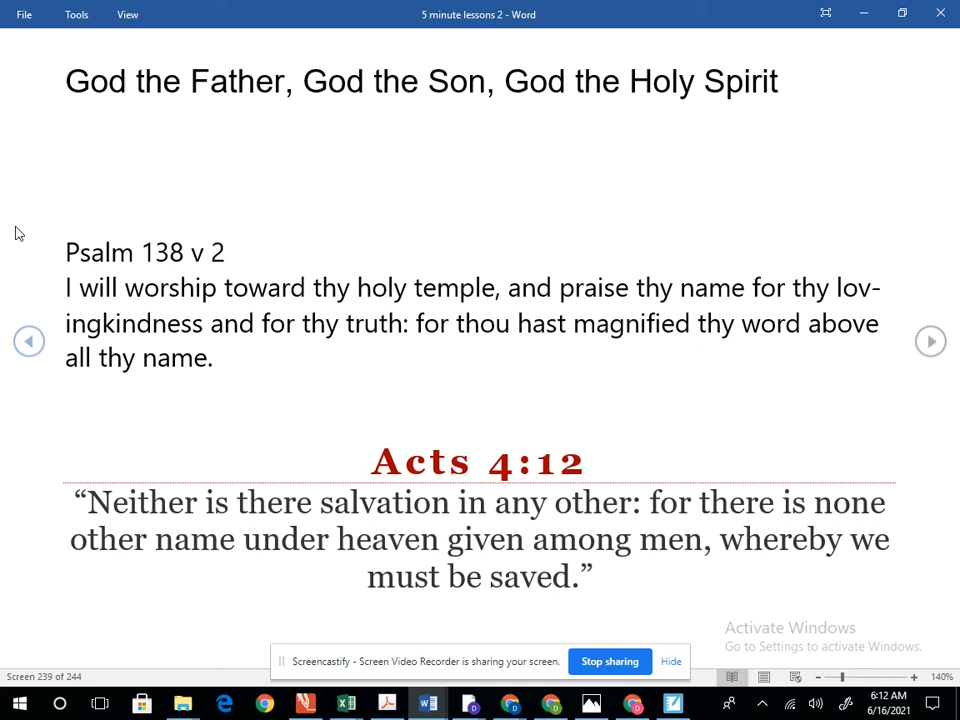 File Tools View 5 minute lessons 2 - Word
God the Father, God the Son, God the Holy Spirit
Psalm 138 v 2
I will worship toward thy holy temple, and praise thy name for thy lov-
ingkindness and for thy truth: for thou hast magnified thy word above
all thy name.
Acts 4:12
“Neither is there salvation in any other: for there is none
other name under heaven given among men, whereby we
must be saved.”
Activate Windows
Go to Settings to activate Windows.
Screencastify - Screen Video Recorder is sharing your screen. Stop sharing Hide
Screen 239 of 244 140%
6:12 AM
6/16/2021